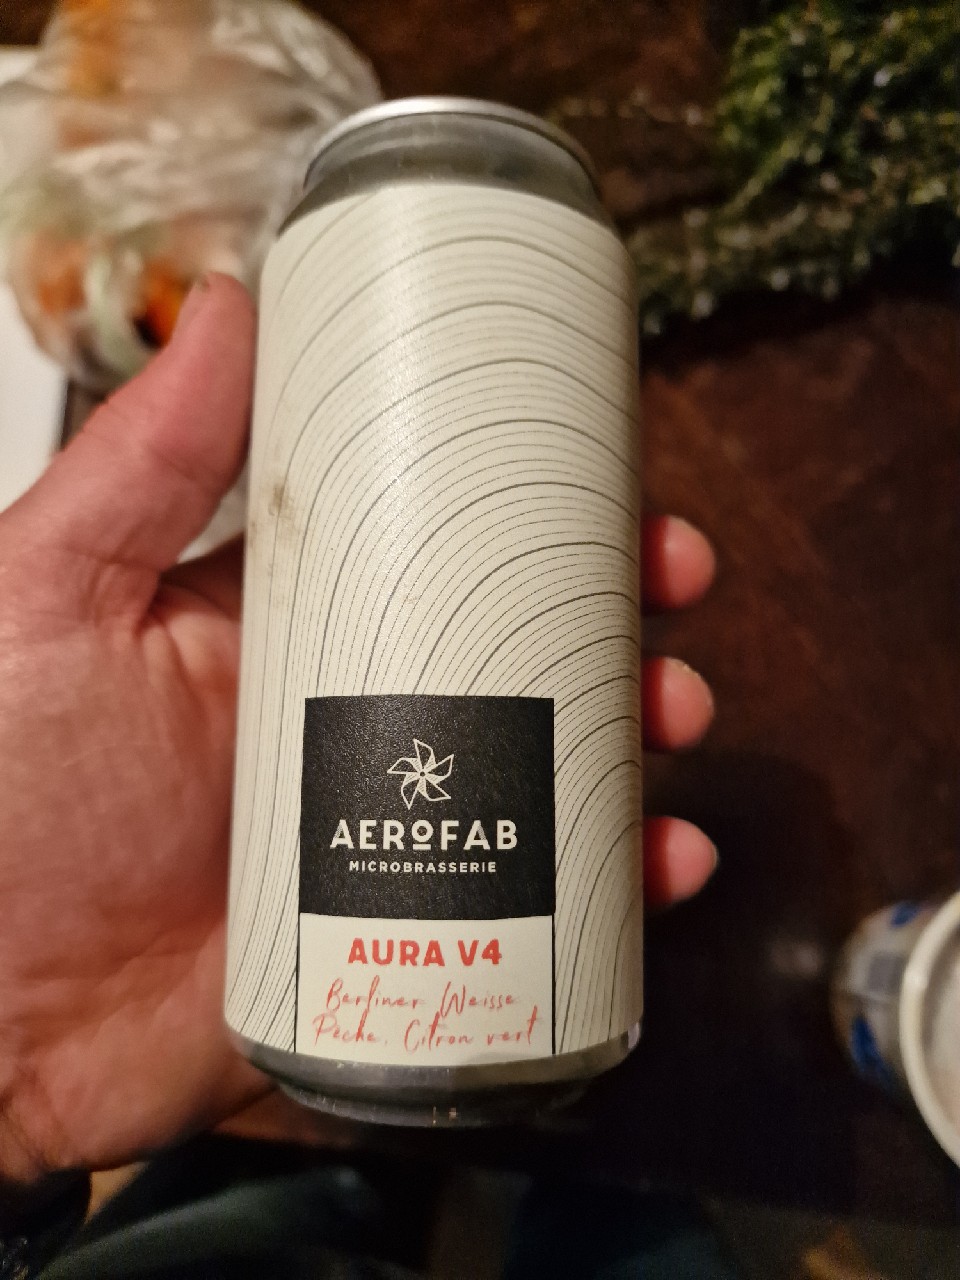 AEROFAB
MICROBRASSERIE
AURA V4
Berliner Weisse
Pêche, Citron vert